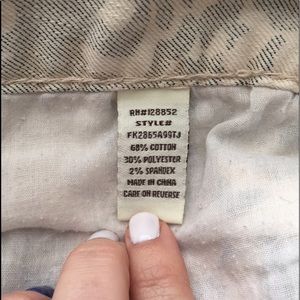 RN#128852
STYLE#
FK2865A99TJ
68% COTTON
30% POLYESTER
2% SPANDEX
MADE IN CHINA
CARE ON REVERSE